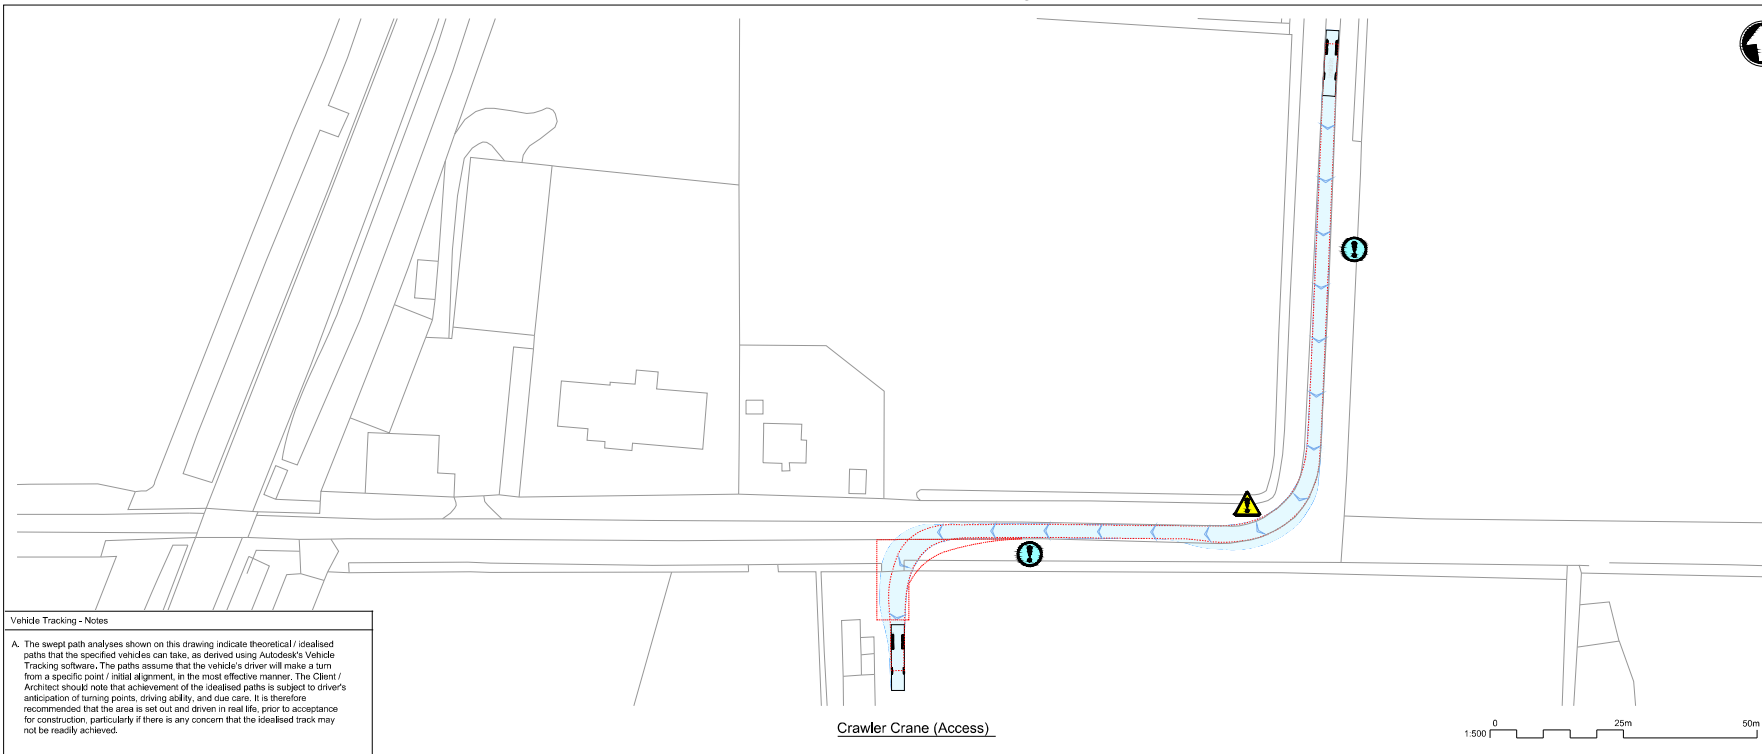 Vehicle Tracking - Notes
A. The swept path analyses shown on this drawing indicate theoretical / idealised
paths that the specified vehicles can take, as derived using Autodesk's Vehicle
Tracking software. The paths assume that the vehicle's driver will make a turn
from a specific point / initial alignment, in the most effective manner. The Client /
Architect should note that achievement of the idealised paths is subject to driver's
anticipation of turning points, driving ability, and due care. It is therefore
recommended that the area is set out and driven in real life, prior to acceptance
for construction, particularly if there is any concern that the idealised track may
not be readily achieved.
Crawler Crane (Access)
0 25m 50m
1:500